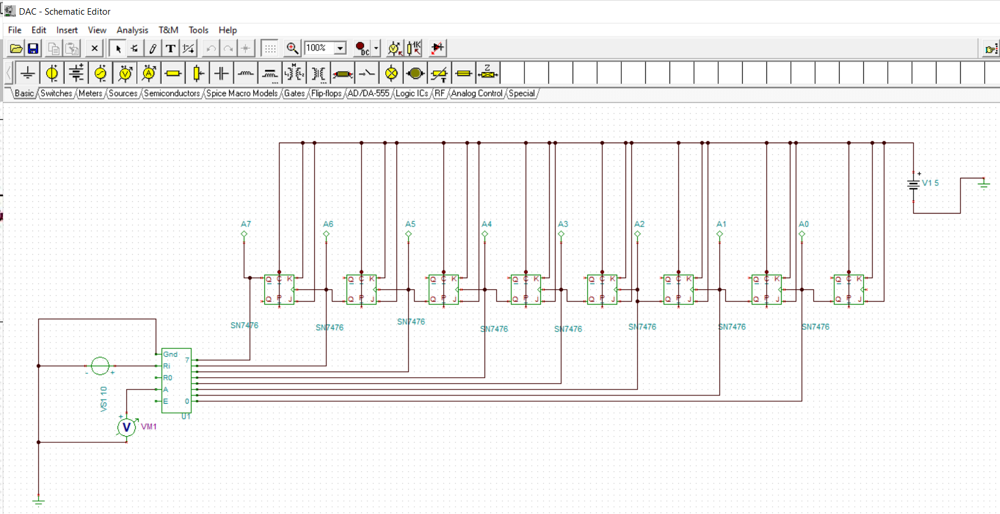 DAC - Schematic Editor
File Edit Insert View Analysis T&M Tools Help
T 100% DC 1K
M Z
Basic Switches Meters Sources Semiconductors Spice Macro Models Gates Flip-flops AD/DA-555 Logic ICs RF Analog Control Special
+
V1 5
A7 A6 A5 A4 A3 A2 A1 A0
Q C K Q C K Q C K Q C K Q C K Q C K Q C K Q C K
Q P J Q P J Q P J Q P J Q P J Q P J Q P J Q P J
SN7476 SN7476 SN7476 SN7476 SN7476 SN7476 SN7476 SN7476
Gnd 7
Ri
- +
R0
A
VS1 10
E 0
U1
+
V VM1